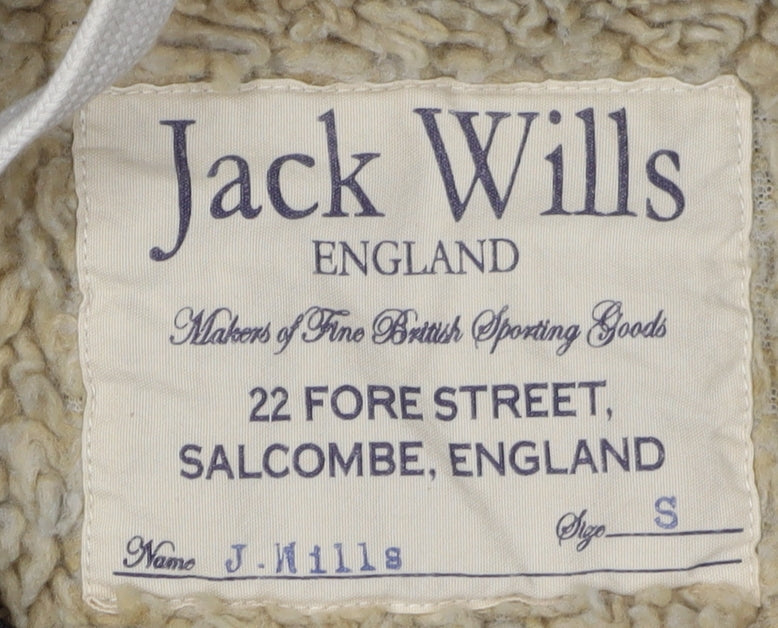 Jack Wills
ENGLAND
Makers of Fine British Sporting Goods
22 FORE STREET,
SALCOMBE, ENGLAND
Size S
Name J.Wills